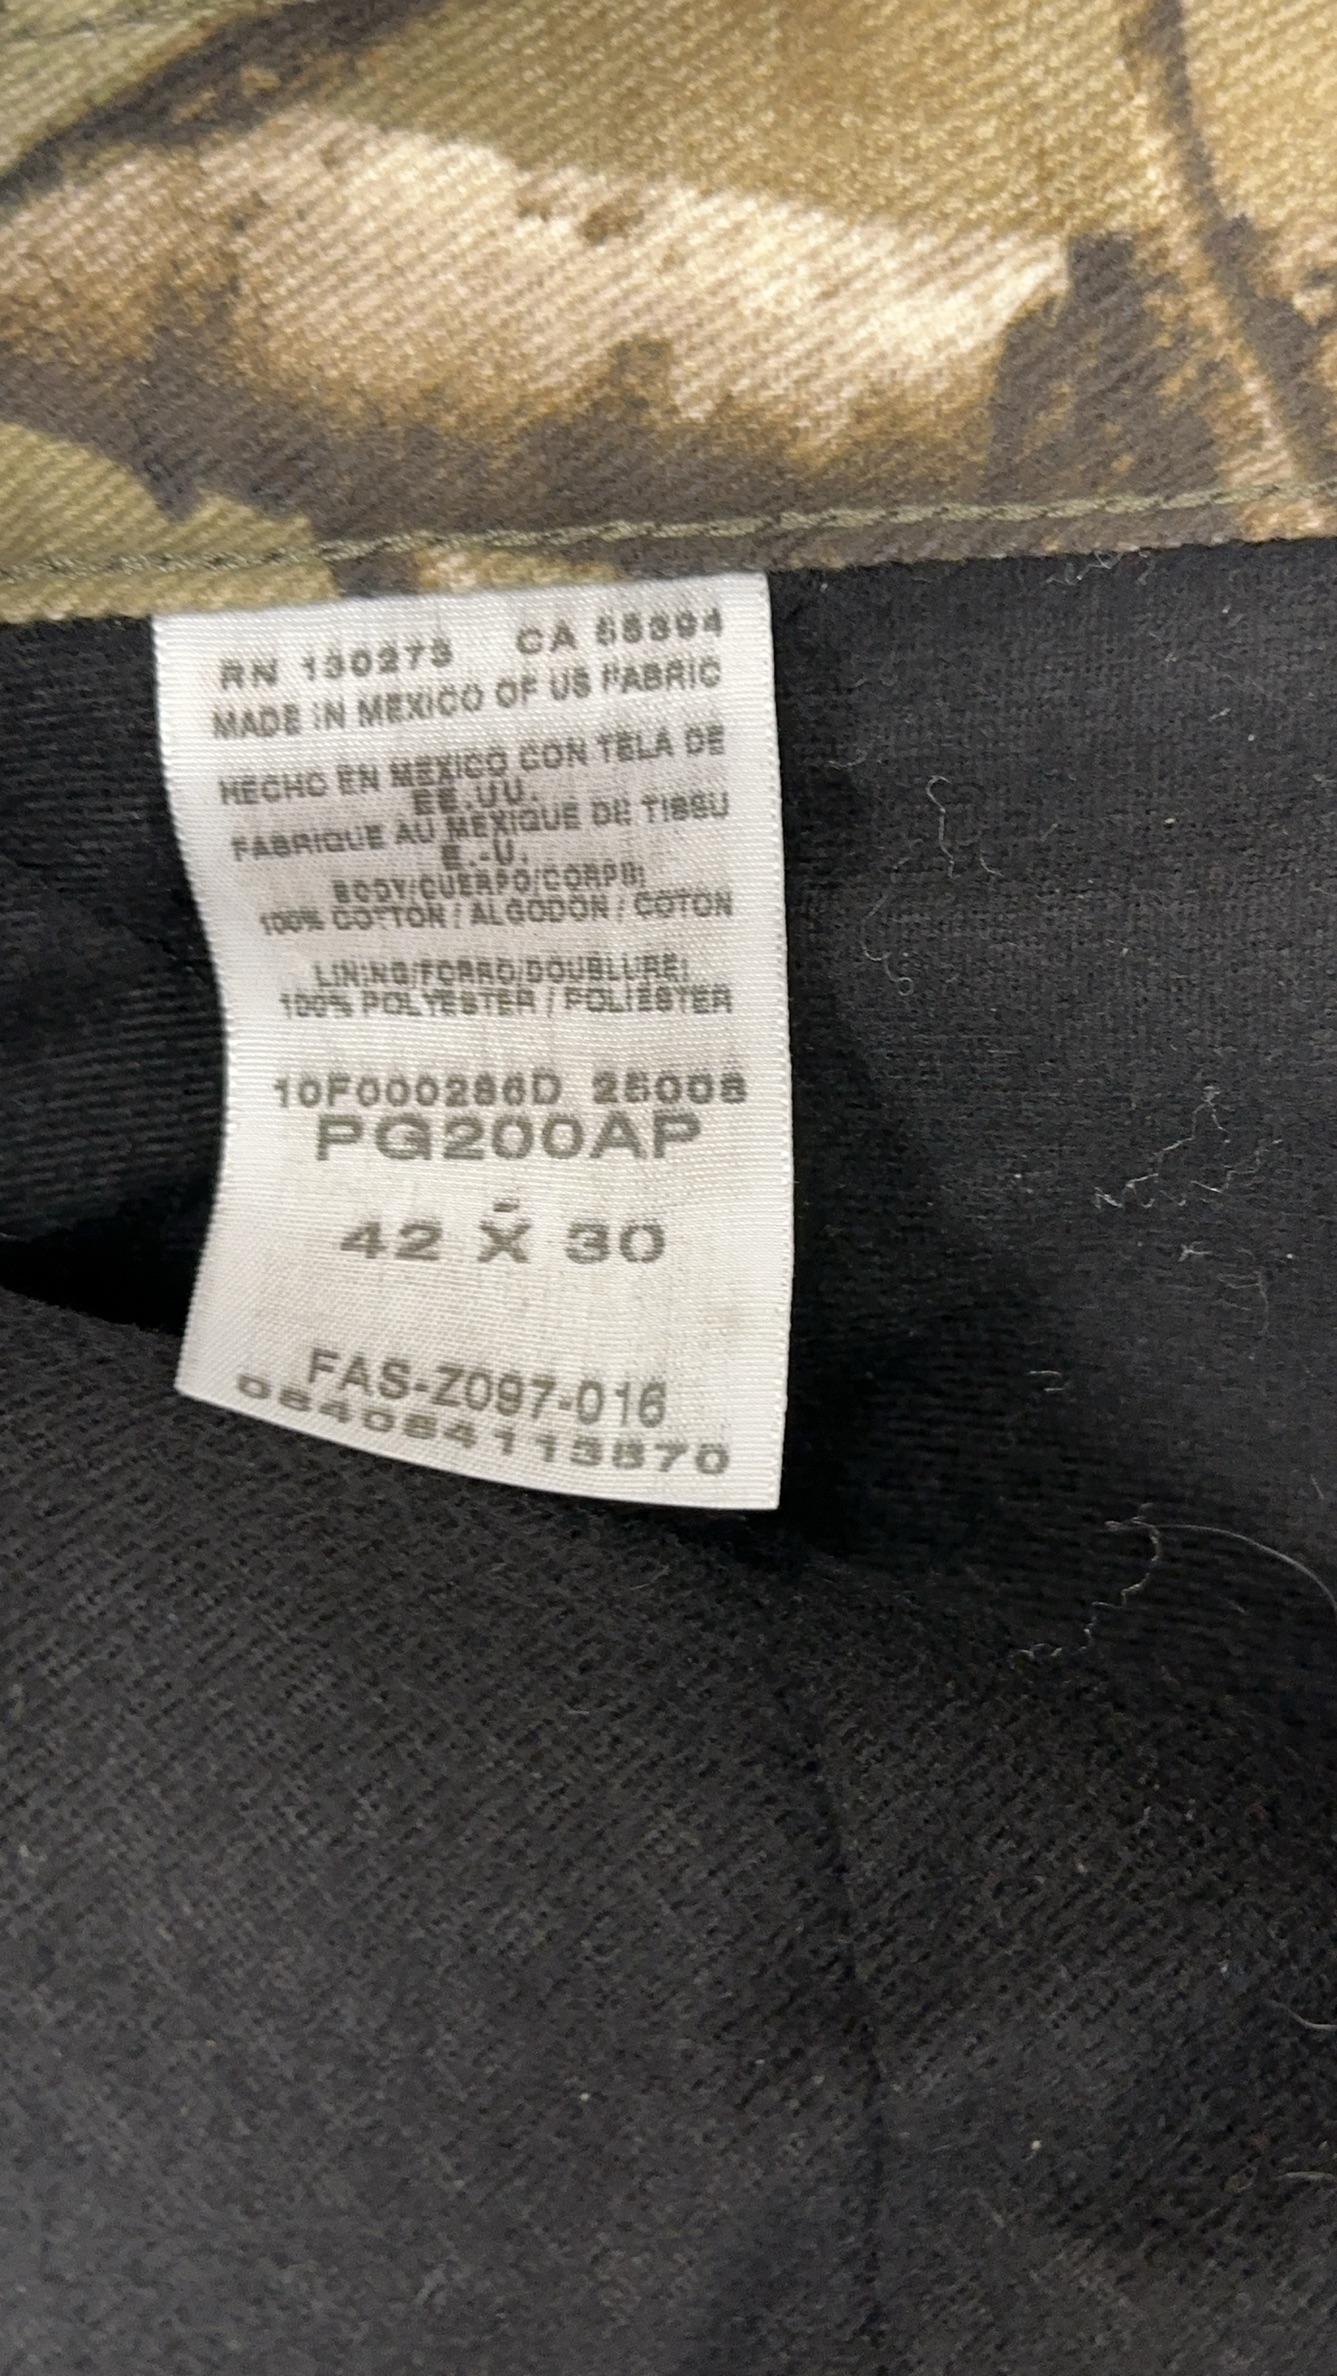 RN 130273 CA 55394
MADE IN MEXICO OF US FABRIC
HECHO EN MEXICO CON TELA DE
EE.UU.
FABRIQUE AU MEXIQUE DE TISSU
E.-U.
BODY/CUERPO/CORPS:
100% COTTON / ALGODON / COTON
LINING/FORRO/DOUBLURE:
100% POLYESTER / POLIESTER
10F000286D 25008
PG200AP
42 X 30
FAS-Z097-016
084084113870